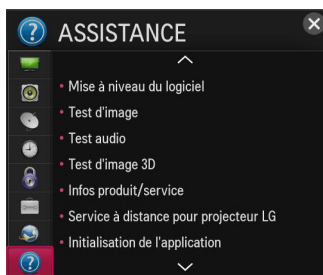 ASSISTANCE
Mise à niveau du logiciel
Test d'image
Test audio
Test d'image 3D
Infos produit/service
Service à distance pour projecteur LG
Initialisation de l'application